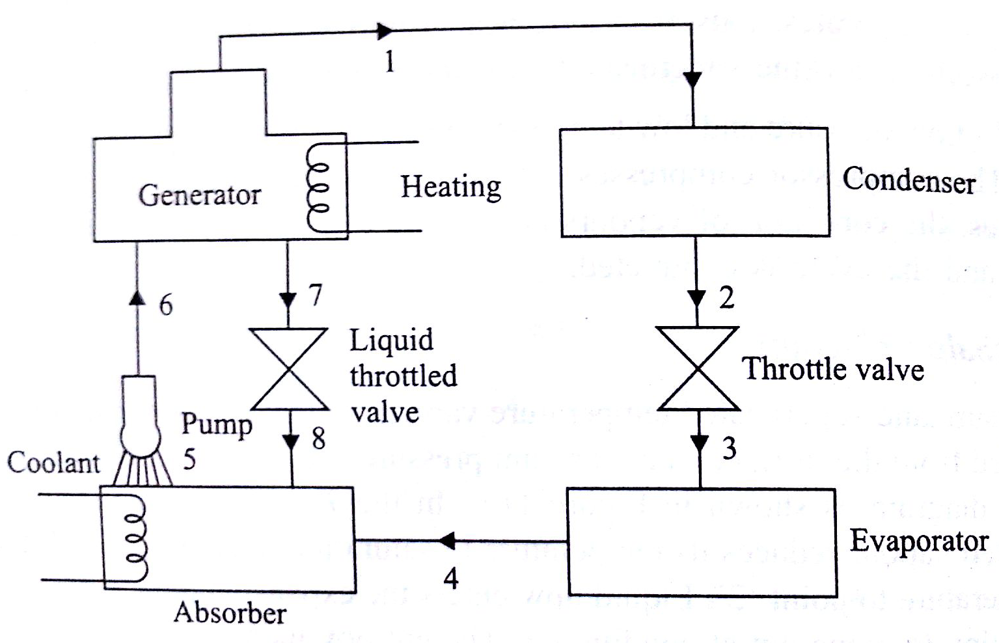 1
Generator
Heating
Condenser
6
7
2
Liquid
throttled
valve
Throttle valve
Pump
5
8
3
Coolant
4
Evaporator
Absorber